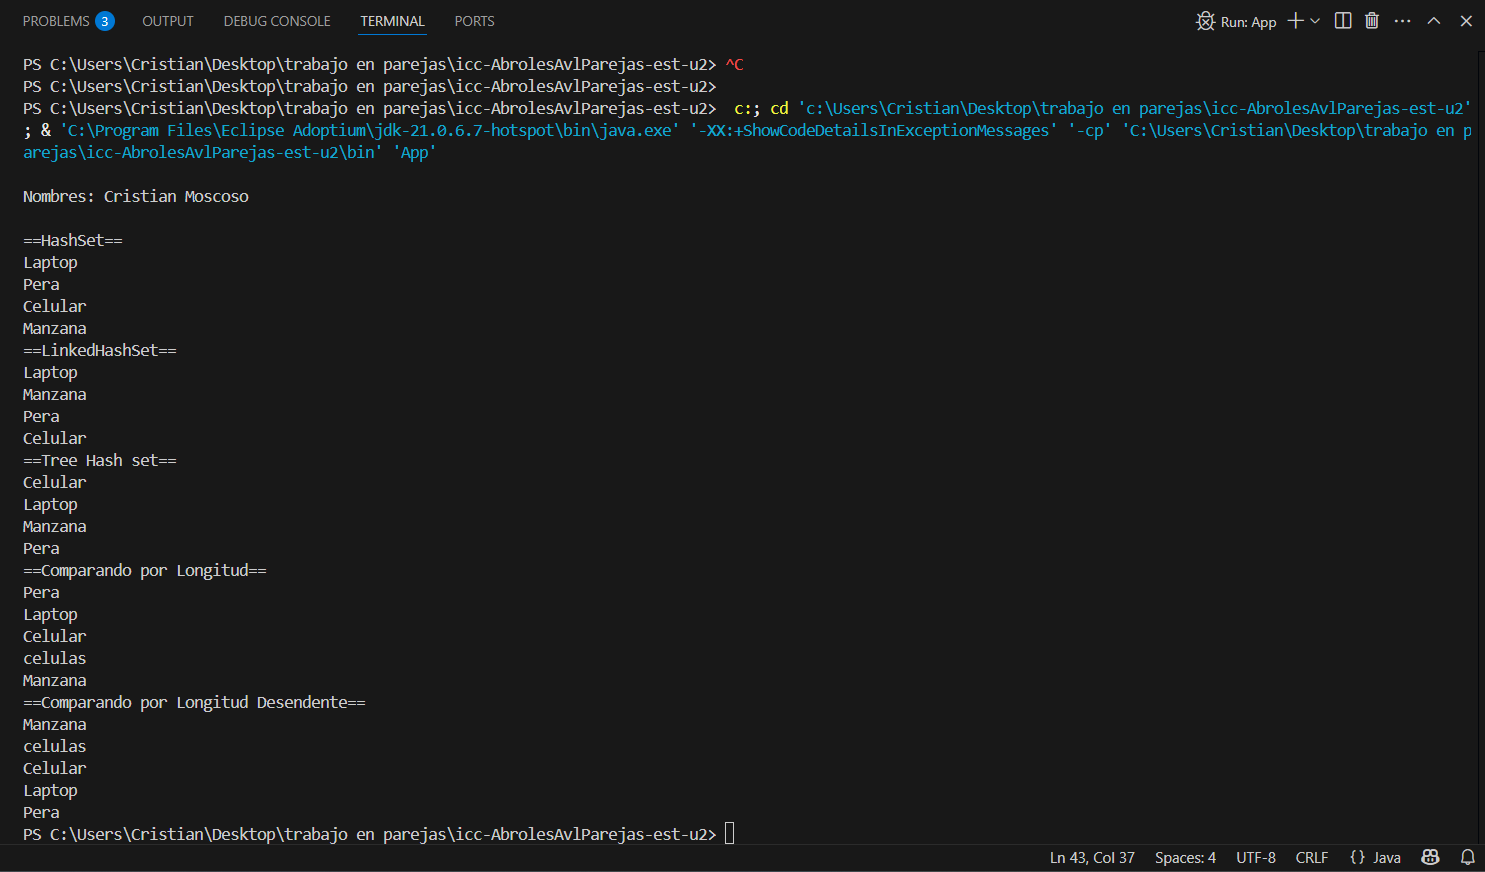 PROBLEMS 3 OUTPUT DEBUG CONSOLE TERMINAL PORTS Run: App
PS C:\Users\Cristian\Desktop\trabajo en parejas\icc-AbrolesAvlParejas-est-u2> ^C
PS C:\Users\Cristian\Desktop\trabajo en parejas\icc-AbrolesAvlParejas-est-u2>
PS C:\Users\Cristian\Desktop\trabajo en parejas\icc-AbrolesAvlParejas-est-u2>  c:; cd 'c:\Users\Cristian\Desktop\trabajo en parejas\icc-AbrolesAvlParejas-est-u2'
; & 'C:\Program Files\Eclipse Adoptium\jdk-21.0.6.7-hotspot\bin\java.exe' '-XX:+ShowCodeDetailsInExceptionMessages' '-cp' 'C:\Users\Cristian\Desktop\trabajo en p
arejas\icc-AbrolesAvlParejas-est-u2\bin' 'App'
Nombres: Cristian Moscoso
==HashSet==
Laptop
Pera
Celular
Manzana
==LinkedHashSet==
Laptop
Manzana
Pera
Celular
==Tree Hash set==
Celular
Laptop
Manzana
Pera
==Comparando por Longitud==
Pera
Laptop
Celular
celulas
Manzana
==Comparando por Longitud Desendente==
Manzana
celulas
Celular
Laptop
Pera
PS C:\Users\Cristian\Desktop\trabajo en parejas\icc-AbrolesAvlParejas-est-u2>
Ln 43, Col 37 Spaces: 4 UTF-8 CRLF {} Java